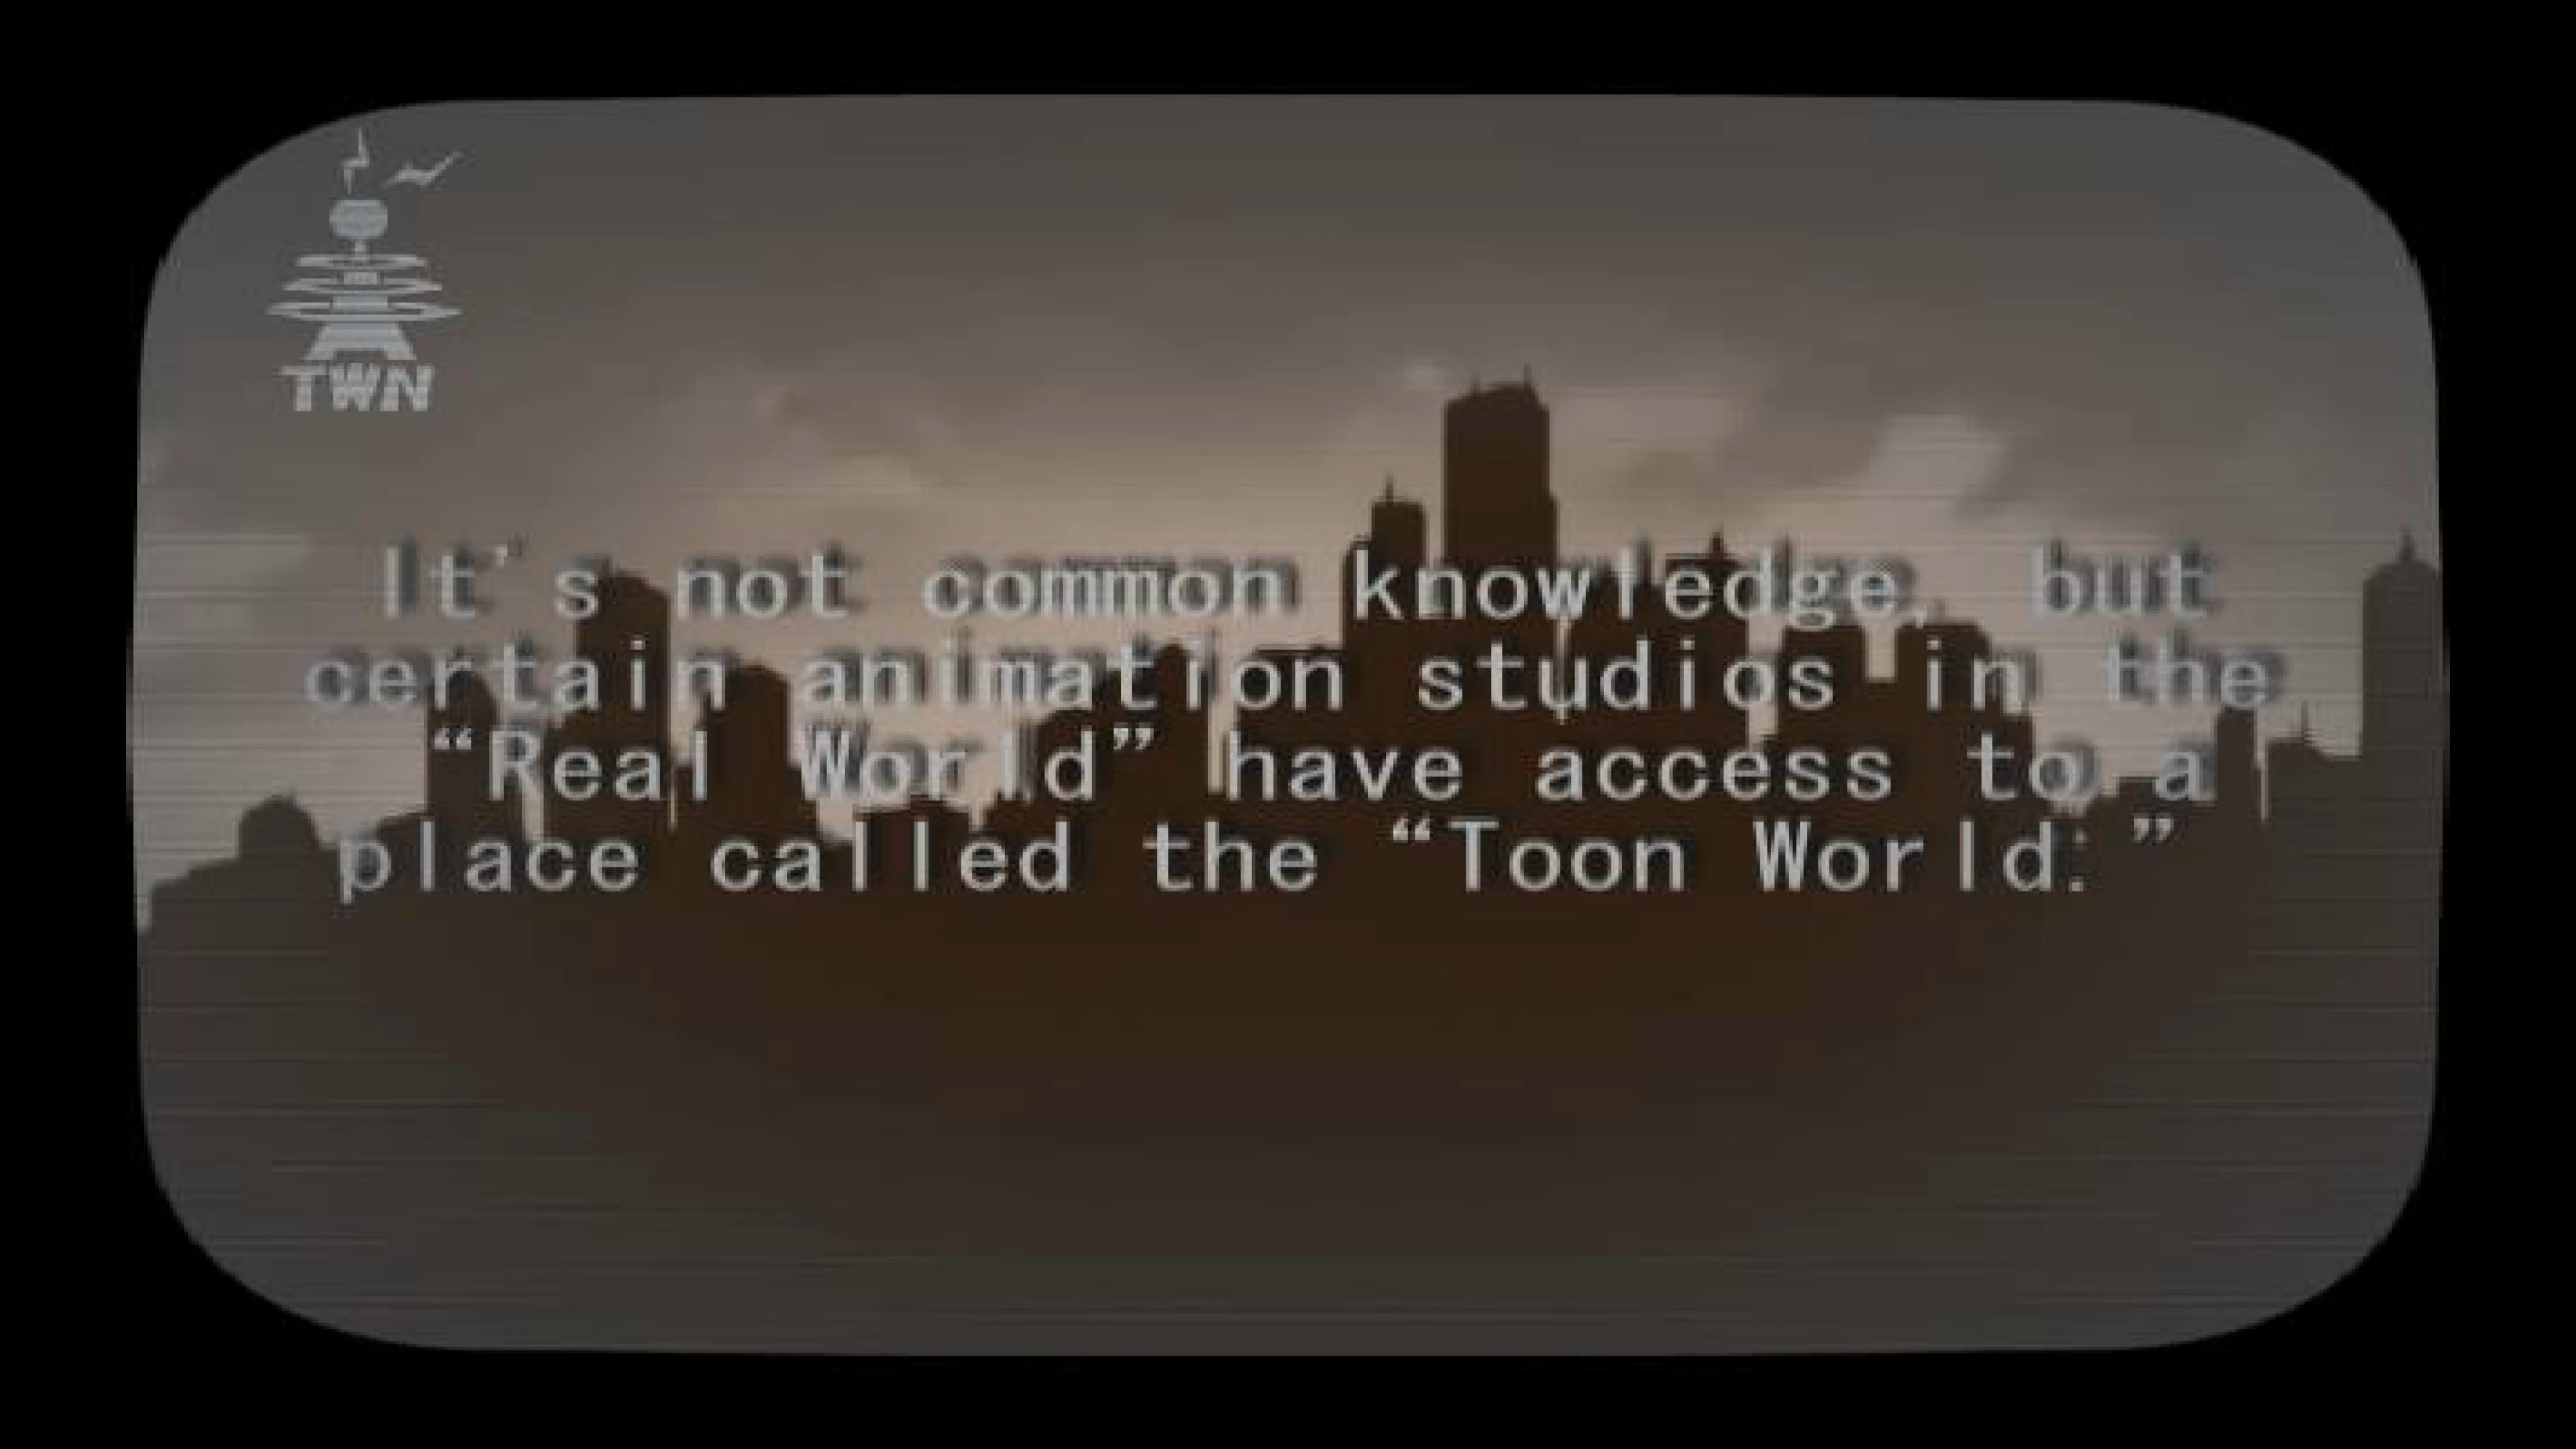 TWN
It's not common knowledge, but
certain animation studios in the
“Real World” have access to a
place called the “Toon World.”